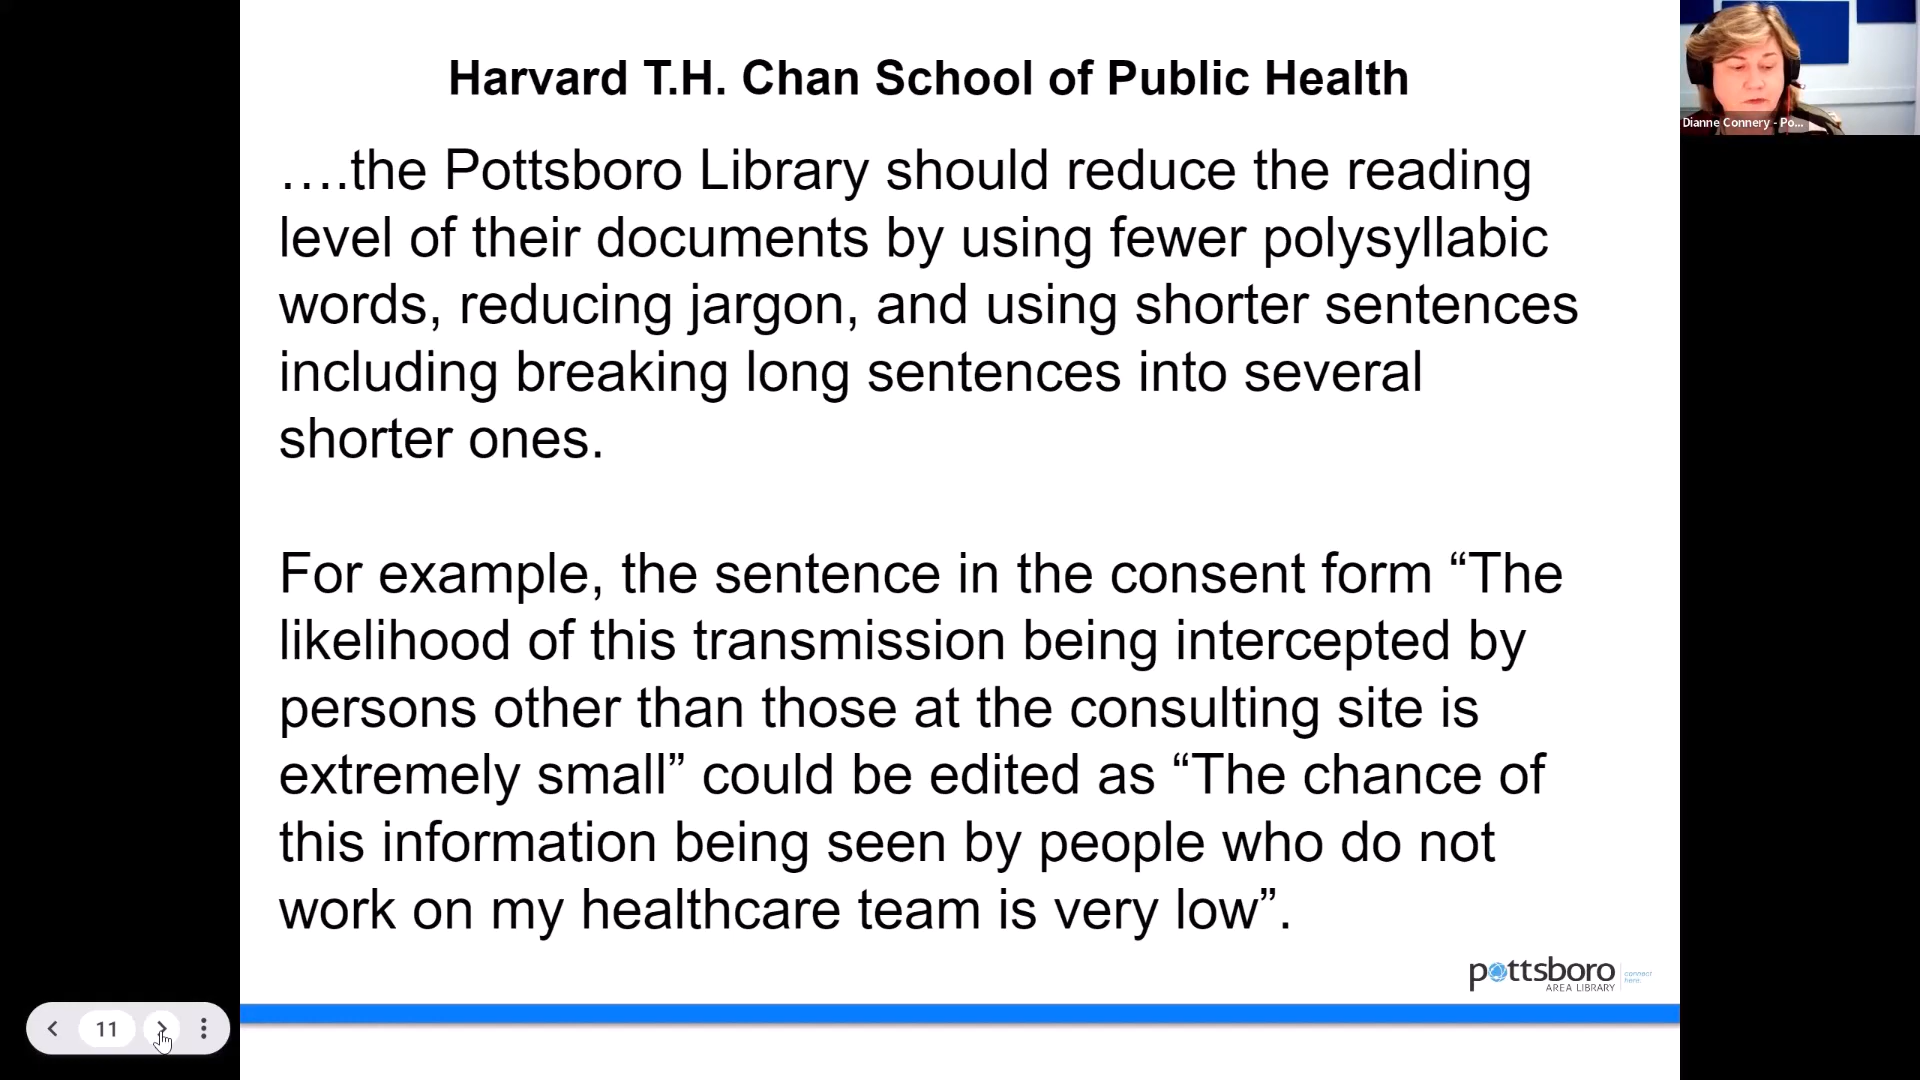 Harvard T.H. Chan School of Public Health
….the Pottsboro Library should reduce the reading
level of their documents by using fewer polysyllabic
words, reducing jargon, and using shorter sentences
including breaking long sentences into several
shorter ones.
For example, the sentence in the consent form “The
likelihood of this transmission being intercepted by
persons other than those at the consulting site is
extremely small” could be edited as “The chance of
this information being seen by people who do not
work on my healthcare team is very low”.
Dianne Connery - Po...
pottsboro
AREA LIBRARY
connect
here.
11